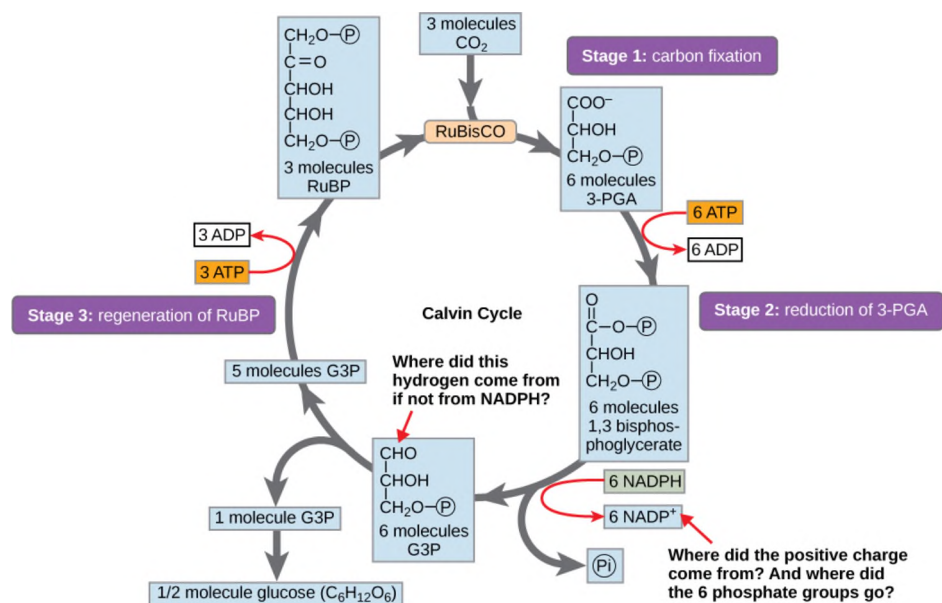 CH₂O–Ⓟ
C=O
CHOH
CHOH
CH₂O–Ⓟ
3 molecules
RuBP
3 molecules
CO₂
RuBisCO
Stage 1: carbon fixation
COO⁻
CHOH
CH₂O–Ⓟ
6 molecules
3-PGA
6 ATP
6 ADP
3 ADP
3 ATP
Stage 3: regeneration of RuBP
Calvin Cycle
Stage 2: reduction of 3-PGA
O
C–O–Ⓟ
CHOH
CH₂O–Ⓟ
6 molecules
1,3 bisphos-
phoglycerate
Where did this
hydrogen come from
if not from NADPH?
5 molecules G3P
CHO
CHOH
CH₂O–Ⓟ
6 molecules
G3P
6 NADPH
6 NADP⁺
Pi
Where did the positive charge
come from? And where did
the 6 phosphate groups go?
1 molecule G3P
1/2 molecule glucose (C₆H₁₂O₆)